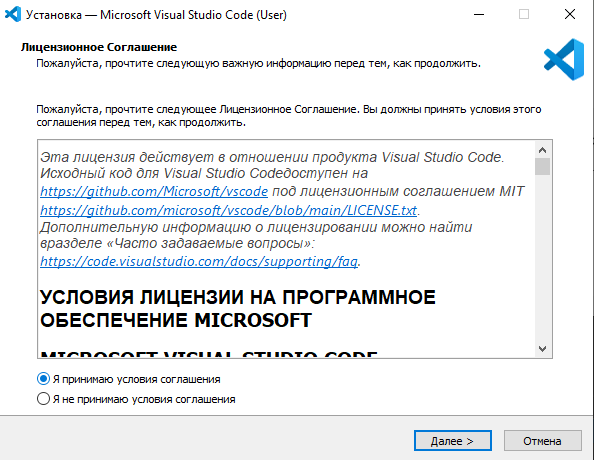 Установка — Microsoft Visual Studio Code (User)
Лицензионное Соглашение
Пожалуйста, прочтите следующую важную информацию перед тем, как продолжить.
Пожалуйста, прочтите следующее Лицензионное Соглашение. Вы должны принять условия этого
соглашения перед тем, как продолжить.
Эта лицензия действует в отношении продукта Visual Studio Code.
Исходный код для Visual Studio Codeдоступен на
https://github.com/Microsoft/vscode под лицензионным соглашением MIT
https://github.com/microsoft/vscode/blob/main/LICENSE.txt.
Дополнительную информацию о лицензировании можно найти
вразделе «Часто задаваемые вопросы»:
https://code.visualstudio.com/docs/supporting/faq.
УСЛОВИЯ ЛИЦЕНЗИИ НА ПРОГРАММНОЕ
ОБЕСПЕЧЕНИЕ MICROSOFT
MICROSOFT VISUAL STUDIO CODE
Я принимаю условия соглашения
Я не принимаю условия соглашения
Далее >
Отмена